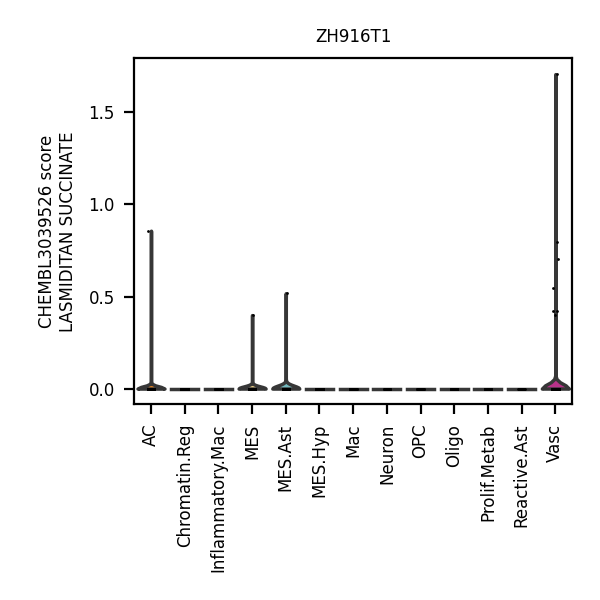 ZH916T1
CHEMBL3039526 score
LASMIDITAN SUCCINATE
1.5
1.0
0.5
0.0
AC
Chromatin.Reg
Inflammatory.Mac
MES
MES.Ast
MES.Hyp
Mac
Neuron
OPC
Oligo
Prolif.Metab
Reactive.Ast
Vasc